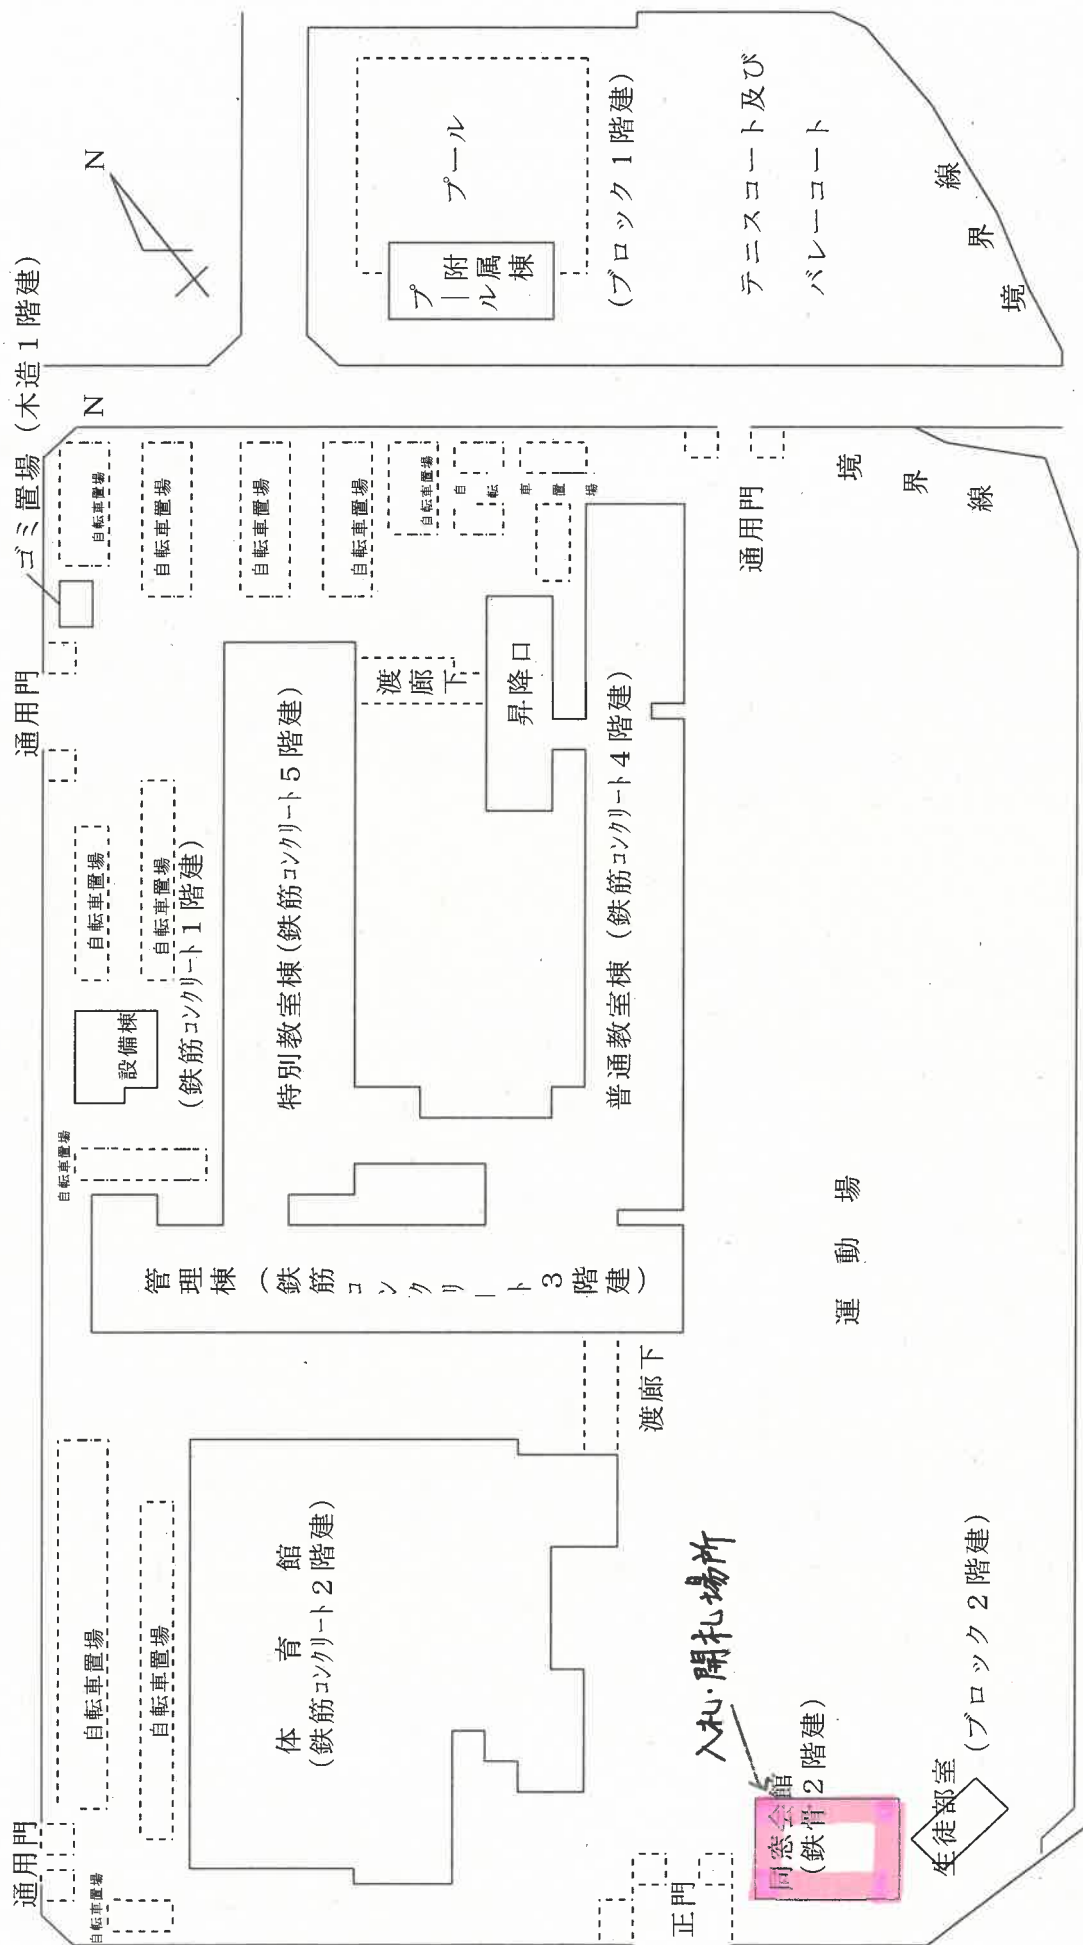 ゴミ置場（木造１階建）
N
N
通用門
自転車置場
自転車置場
自転車置場
自転車置場
自転車置場
自転車置場
プール
プール附属棟
(ブロック１階建)
テニスコート及び
バレーコート
境界線
通用門
境界線
自転車置場
自転車置場
設備棟
(鉄筋コンクリート１階建)
自転車置場
特別教室棟(鉄筋コンクリート５階建)
渡廊下
昇降口
普通教室棟（鉄筋コンクリート４階建）
管理棟（鉄筋コンクリート３階建）
渡廊下
運動場
通用門
自転車置場
自転車置場
自転車置場
体育館
(鉄筋コンクリート２階建)
正門
入札・開札場所
同窓会館
(鉄骨２階建)
生徒部室
(ブロック２階建)